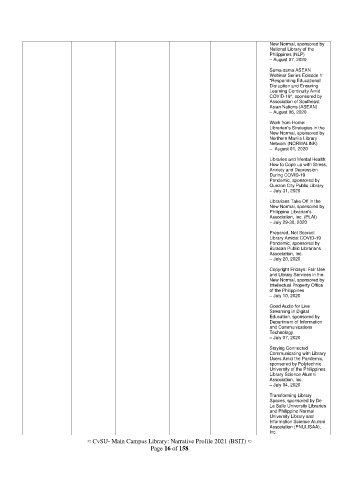 New Normal, sponsored by
National Library of the
Philippines (NLP)
– August 07, 2020
Sama-sama ASEAN
Webinar Series Episode 1:
"Responding Educational
Disruption and Ensuring
Learning Continuity Amid
COVID-19", sponsored by
Association of Southeast
Asian Nations (ASEAN)
– August 06, 2020
Work from Home:
Librarian's Strategies in the
New Normal, sponsored by
Northern Manila Library
Network (NORMALINK)
– August 01, 2020
Libraries and Mental Health:
How to Cope up with Stress,
Anxiety and Depression
During COVID-19
Pandemic, sponsored by
Quezon City Public Library
– July 31, 2020
Librarians Take Off in the
New Normal, sponsored by
Philippine Librarian's
Association, Inc. (PLAI)
– July 29-30, 2020
Prepared, Not Scared:
Library Amidst COVID-19
Pandemic, sponsored by
Bulacan Public Librarians
Association, Inc.
– July 20, 2020
Copyright Fridays: Fair Use
and Library Services in the
New Normal, sponsored by
Intellectual Property Office
of the Philippines
– July 10, 2020
Good Audio for Live
Streaming in Digital
Education, sponsored by
Department of Information
and Communications
Technology
– July 07, 2020
Staying Connected:
Communicating with Library
Users Amid the Pandemic,
sponsored by Polytechnic
University of the Philippines
Library Science Alumni
Association, Inc.
– July 04, 2020
Transforming Library
Spaces, sponsored by De
La Salle University Libraries
and Philippine Normal
University Library and
Information Science Alumni
Association (PNULISAA),
Inc.
≈ CvSU- Main Campus Library: Narrative Profile 2021 (BSIT) ≈
Page 16 of 158